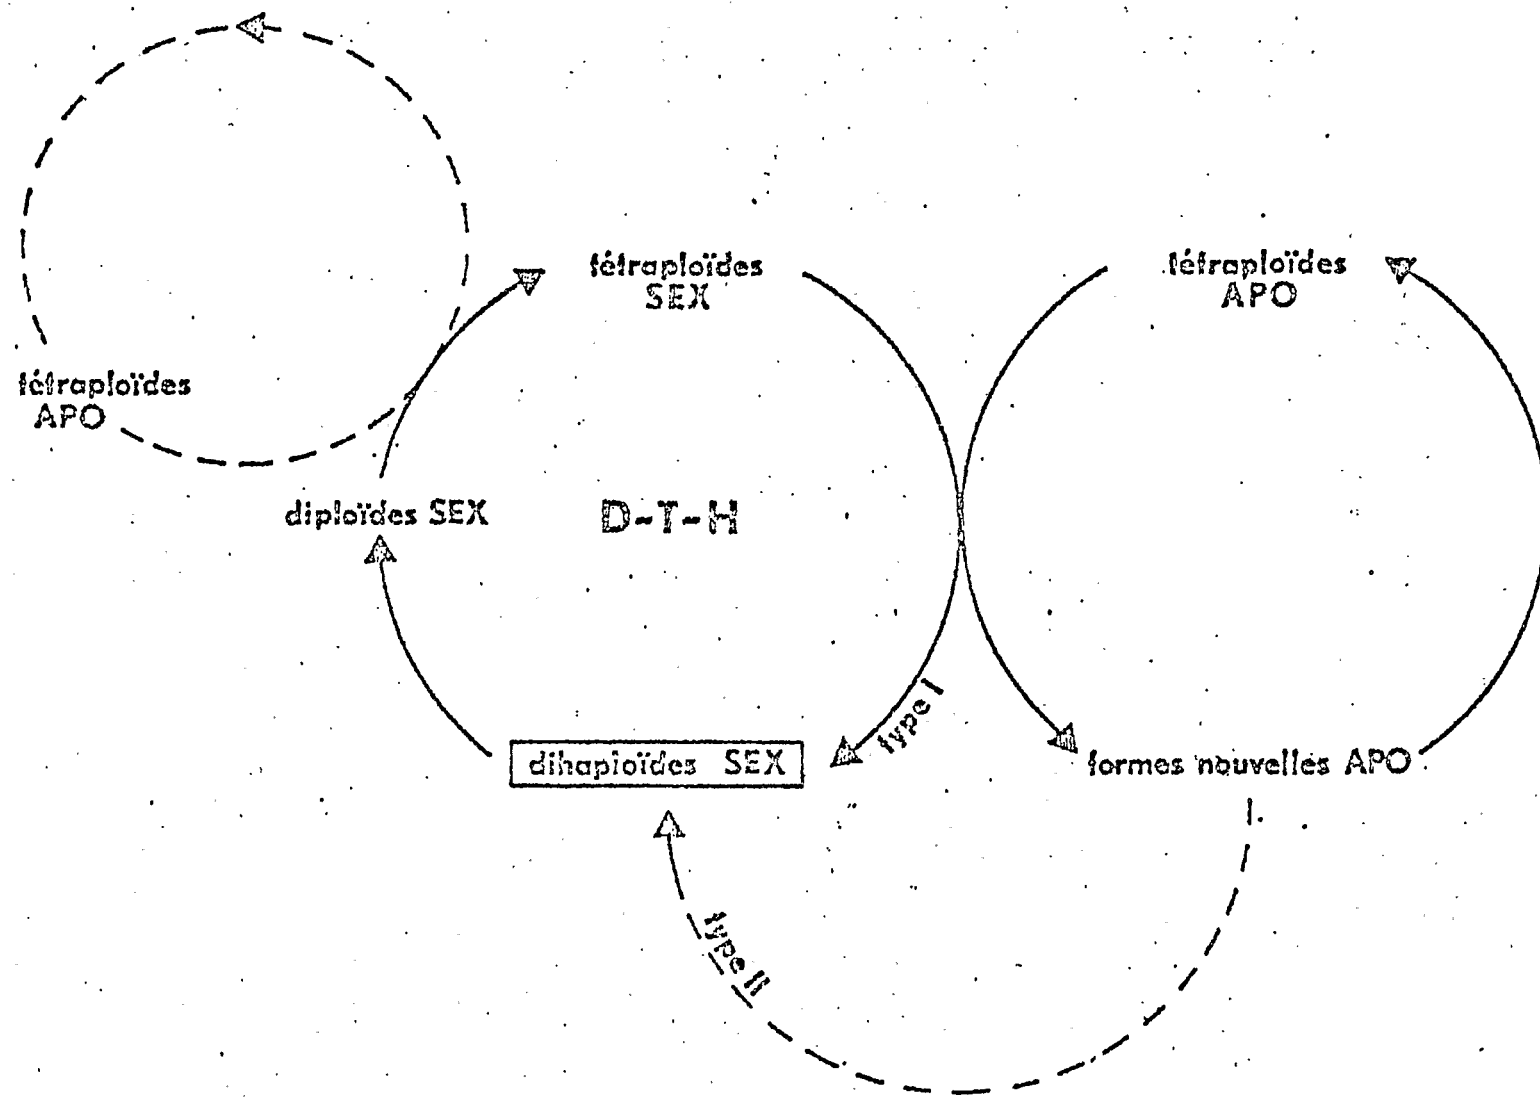 tétraploïdes
SEX
tétraploïdes
APO
tétraploïdes
APO
diploïdes SEX
D-T-H
type I
dihaploïdes SEX
formes nouvelles APO
type II